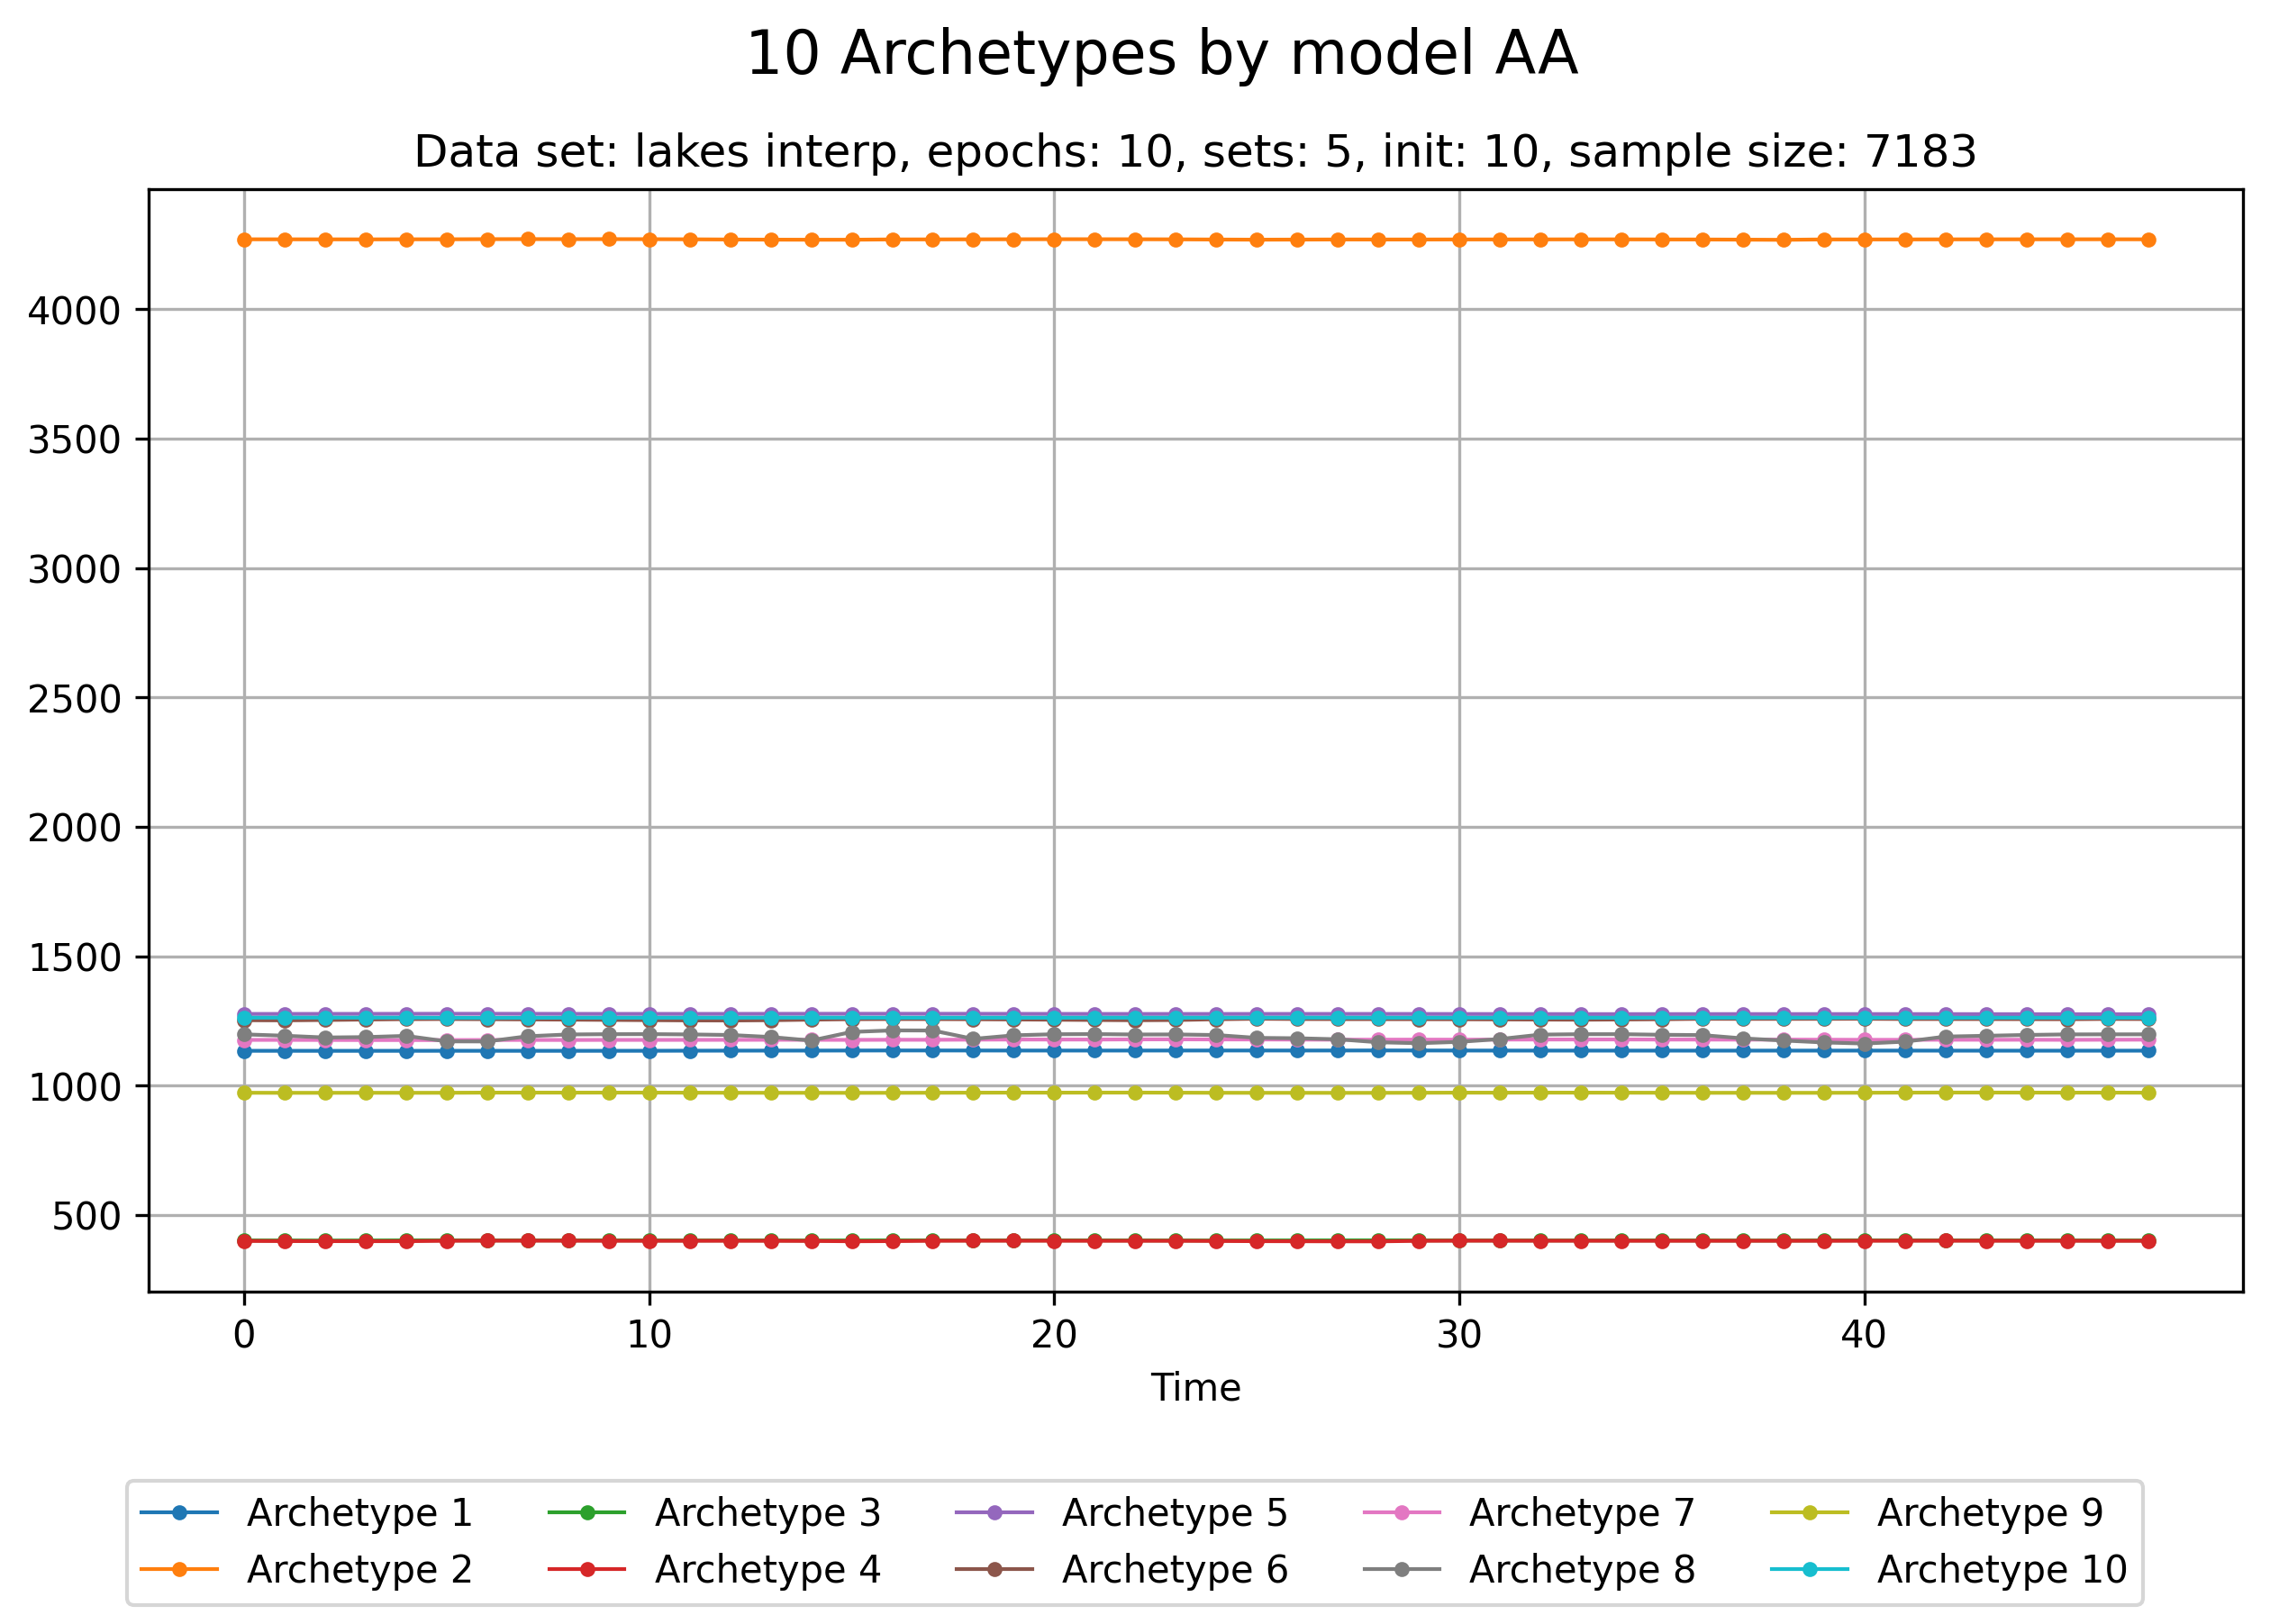 10 Archetypes by model AA
Data set: lakes interp, epochs: 10, sets: 5, init: 10, sample size: 7183
4000
3500
3000
2500
2000
1500
1000
500
0 10 20 30 40
Time
Archetype 1 Archetype 3 Archetype 5 Archetype 7 Archetype 9
Archetype 2 Archetype 4 Archetype 6 Archetype 8 Archetype 10